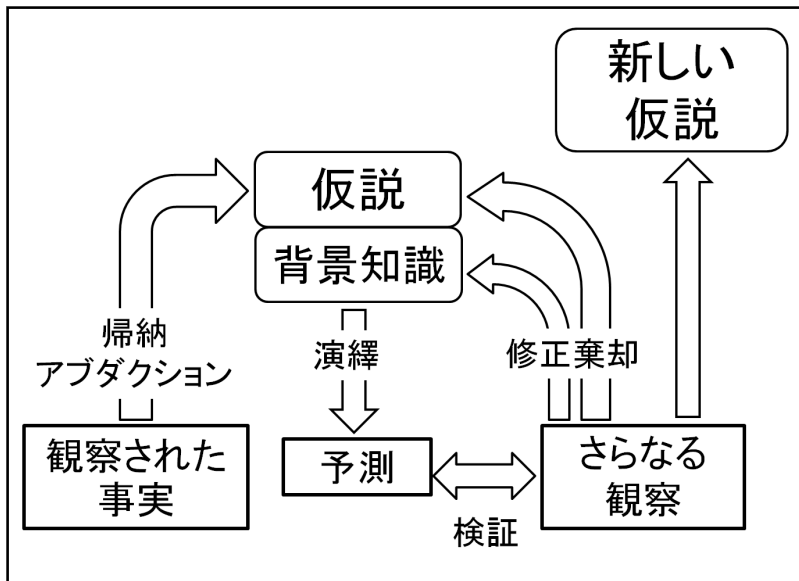 新しい
仮説
仮説
背景知識
帰納
アブダクション
演繹
修正棄却
観察された
事実
予測
さらなる
観察
検証